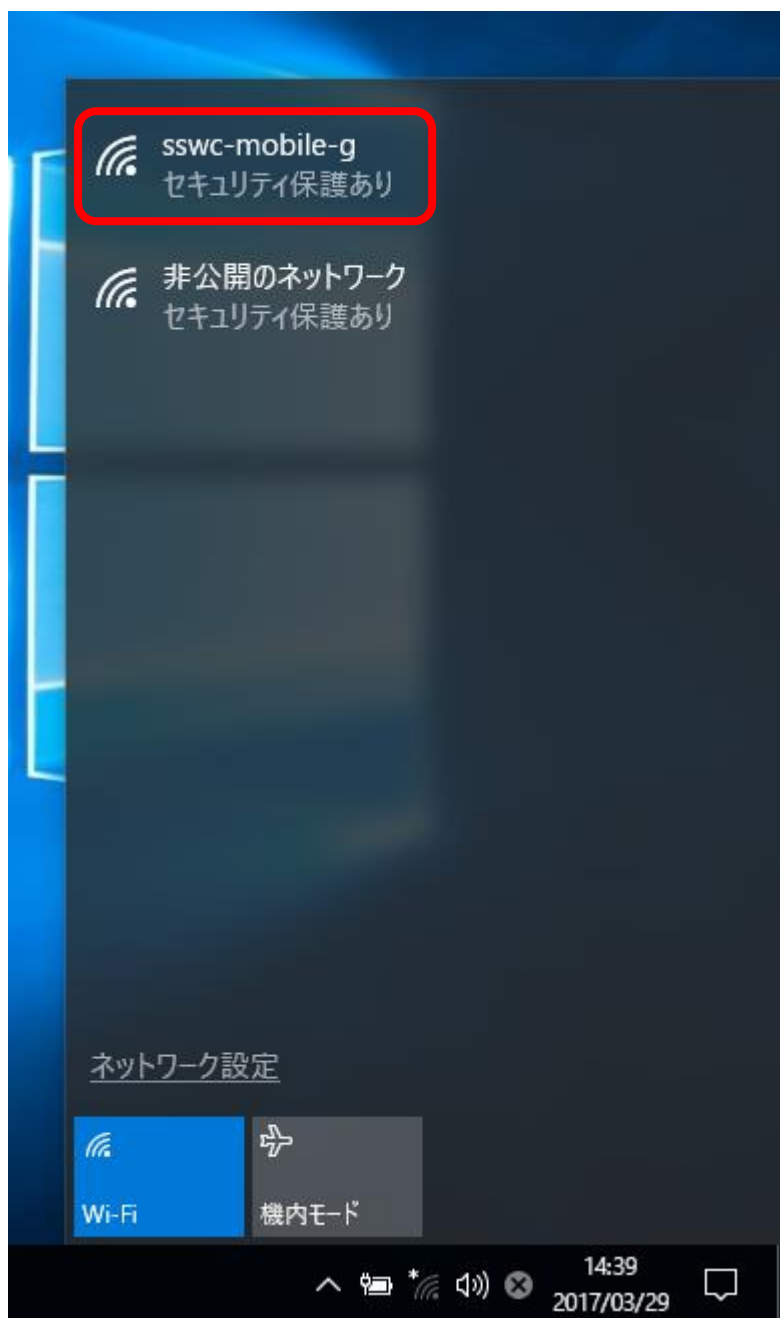 sswc-mobile-g
セキュリティ保護あり
非公開のネットワーク
セキュリティ保護あり
ネットワーク設定
Wi-Fi
機内モード
14:39
2017/03/29